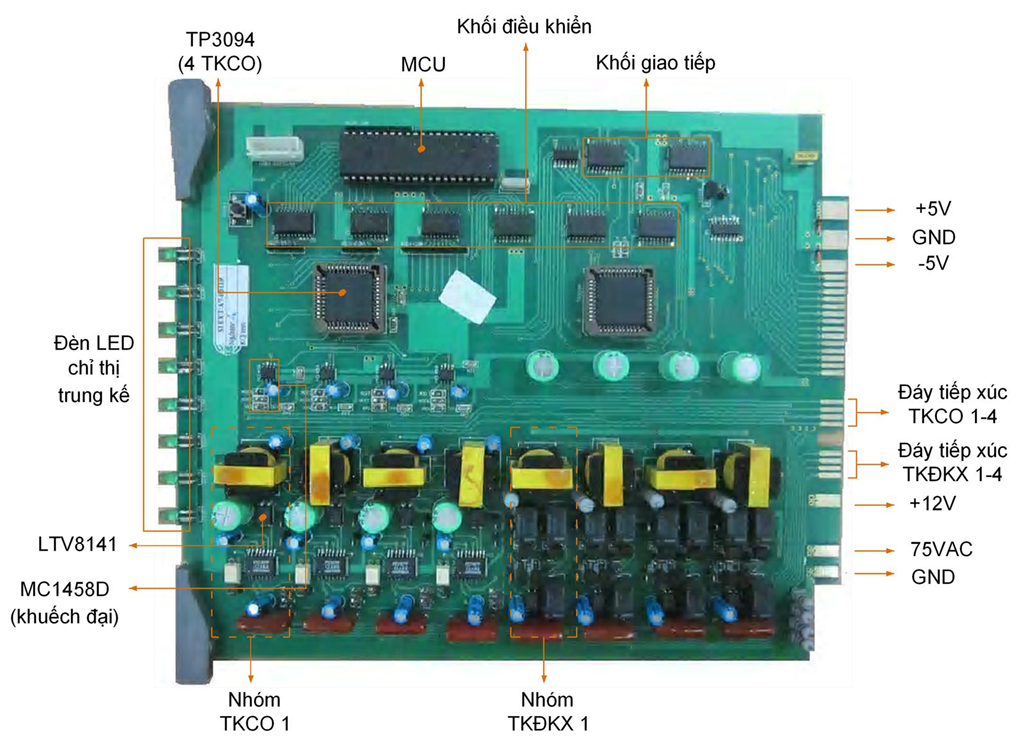 Khối điều khiển
TP3094
(4 TKCO)
MCU
Khối giao tiếp
+5V
GND
-5V
Đèn LED
chỉ thị
trung kế
Đáy tiếp xúc
TKCO 1-4
Đáy tiếp xúc
TKĐKX 1-4
+12V
LTV8141
75VAC
MC1458D
(khuếch đại)
GND
Nhóm
TKCO 1
Nhóm
TKĐKX 1